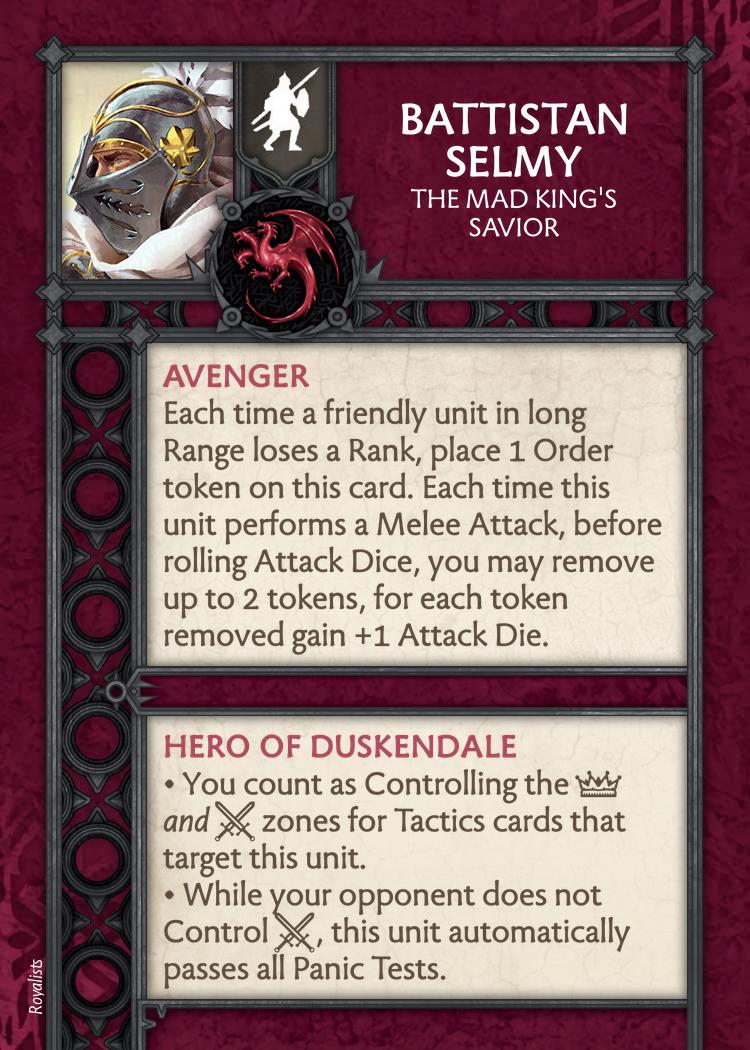 BATTISTAN
SELMY
THE MAD KING'S
SAVIOR
AVENGER
Each time a friendly unit in long
Range loses a Rank, place 1 Order
token on this card. Each time this
unit performs a Melee Attack, before
rolling Attack Dice, you may remove
up to 2 tokens, for each token
removed gain +1 Attack Die.
HERO OF DUSKENDALE
• You count as Controlling the
and zones for Tactics cards that
target this unit.
• While your opponent does not
Control , this unit automatically
passes all Panic Tests.
Royalists